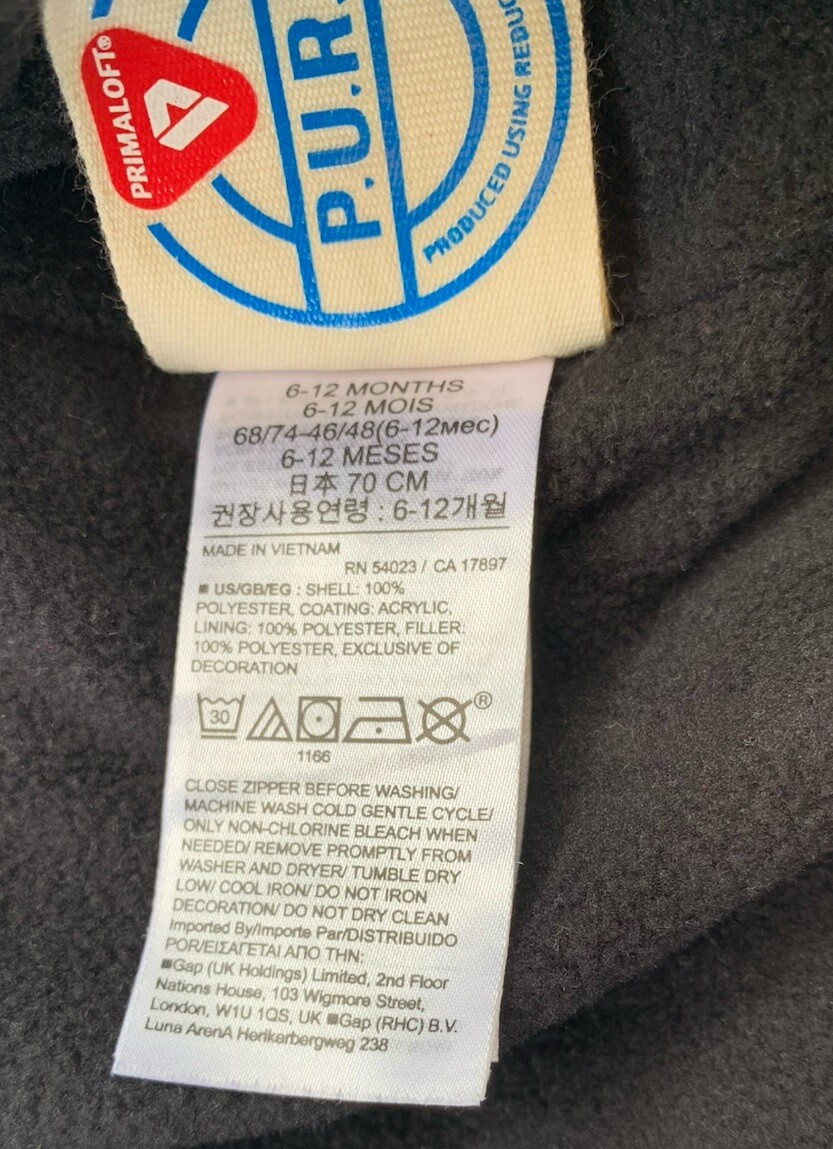 PRIMALOFT®
P.U.R.
PRODUCED USING
6-12 MONTHS
6-12 MOIS
68/74-46/48(6-12мес)
6-12 MESES
日本 70 CM
권장사용연령 : 6-12개월
MADE IN VIETNAM
RN 54023 / CA 17897
■ US/GB/EG : SHELL: 100%
POLYESTER, COATING: ACRYLIC,
LINING: 100% POLYESTER, FILLER:
100% POLYESTER, EXCLUSIVE OF
DECORATION
30
®
1166
CLOSE ZIPPER BEFORE WASHING/
MACHINE WASH COLD GENTLE CYCLE/
ONLY NON-CHLORINE BLEACH WHEN
NEEDED/ REMOVE PROMPTLY FROM
WASHER AND DRYER/ TUMBLE DRY
LOW/ COOL IRON/ DO NOT IRON
DECORATION/ DO NOT DRY CLEAN
Imported By/Importe Par/DISTRIBUIDO
POR/ΕΙΣΑΓΕΤΑΙ ΑΠΟ ΤΗΝ:
■Gap (UK Holdings) Limited, 2nd Floor
Nations House, 103 Wigmore Street,
London, W1U 1QS, UK ■Gap (RHC) B.V.
Luna ArenA Herikerbergweg 238